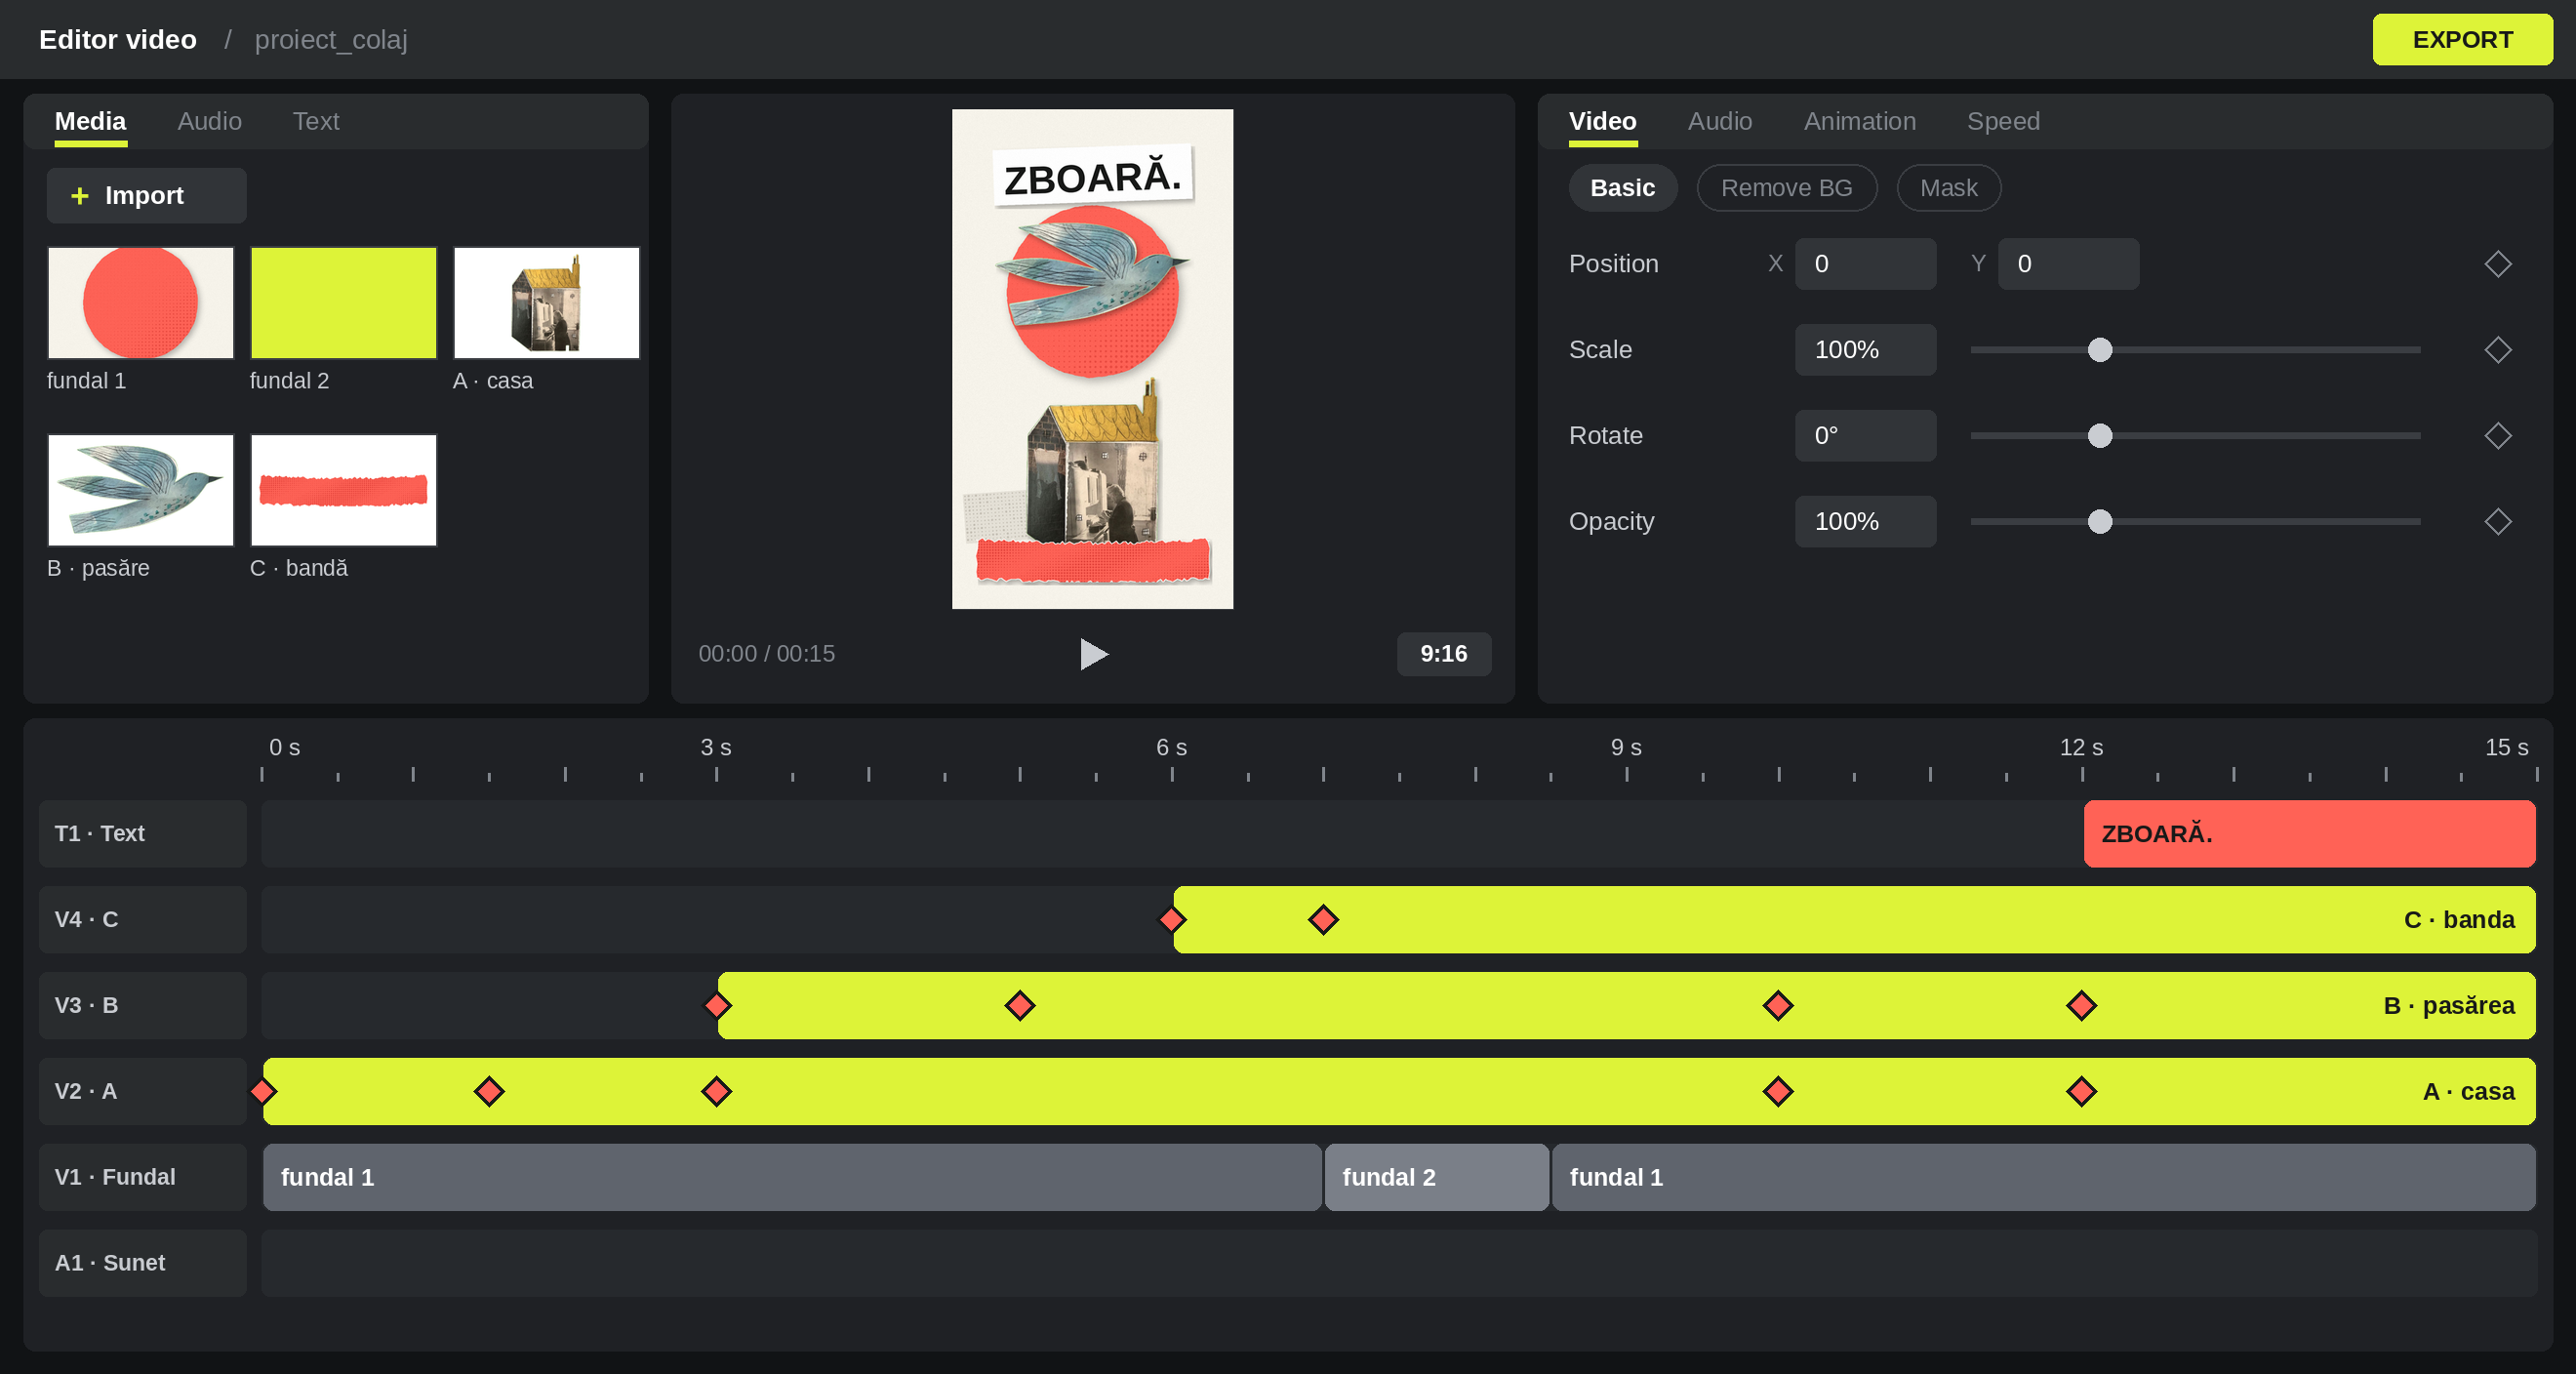 Editor video / proiect_colaj
EXPORT
Media Audio Text
+ Import
fundal 1 fundal 2 A · casa
B · pasăre C · bandă
ZBOARĂ.
00:00 / 00:15
9:16
Video Audio Animation Speed
Basic Remove BG Mask
Position X 0 Y 0
Scale 100%
Rotate 0°
Opacity 100%
0 s 3 s 6 s 9 s 12 s 15 s
T1 · Text ZBOARĂ.
V4 · C C · banda
V3 · B B · pasărea
V2 · A A · casa
V1 · Fundal fundal 1 fundal 2 fundal 1
A1 · Sunet